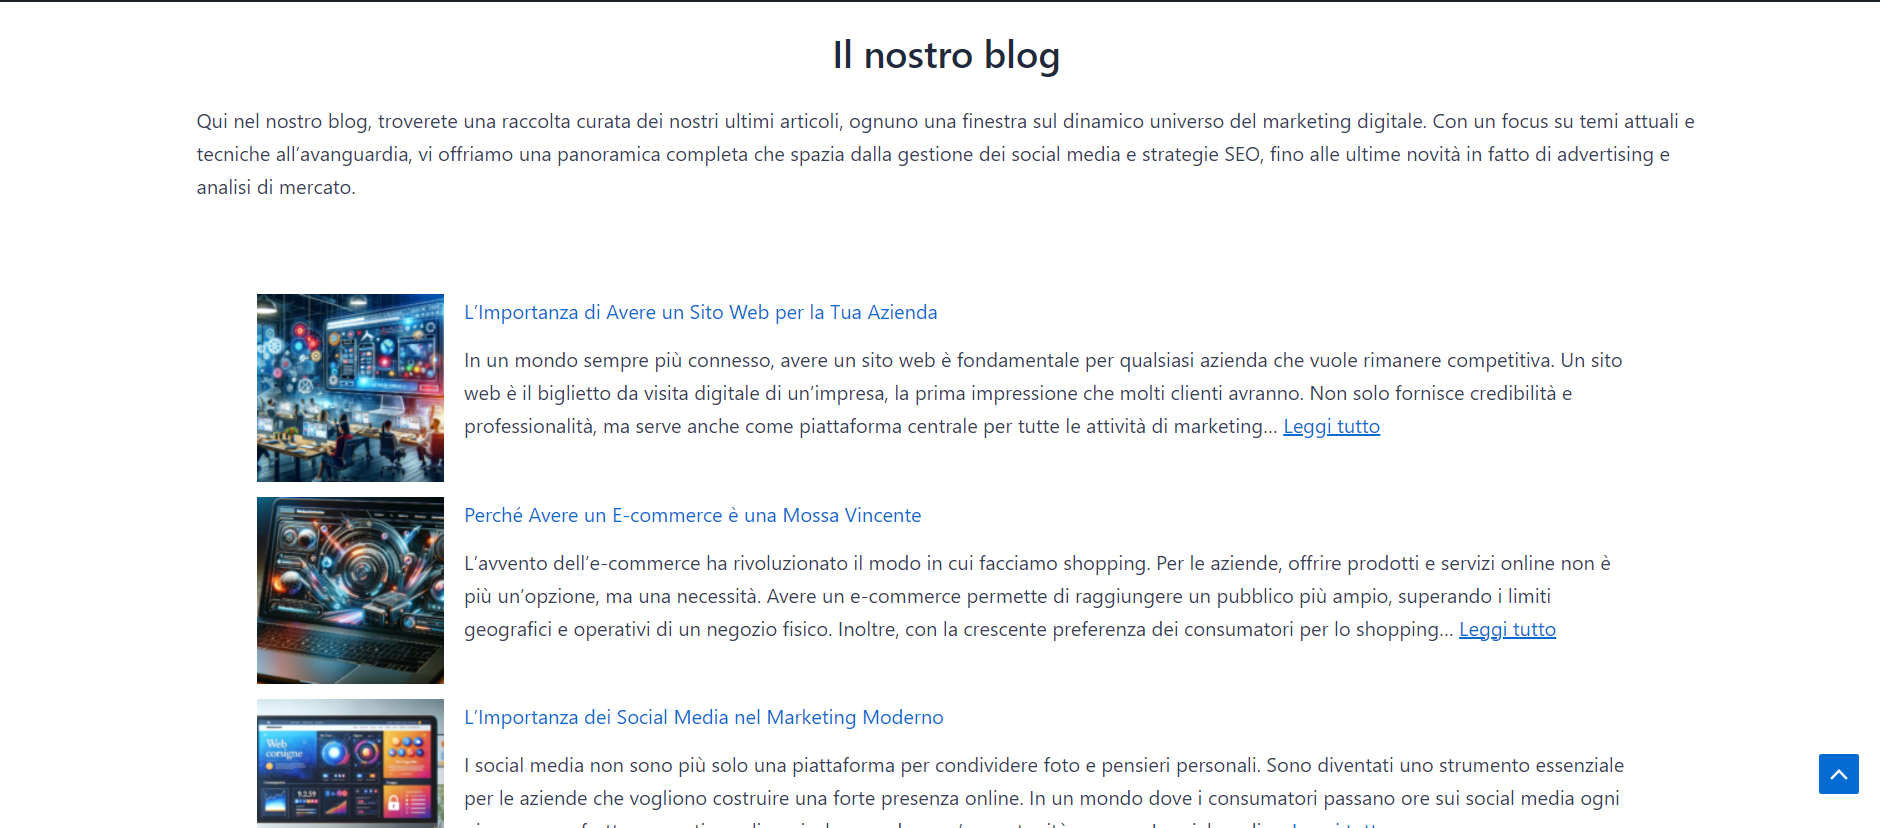 Il nostro blog
Qui nel nostro blog, troverete una raccolta curata dei nostri ultimi articoli, ognuno una finestra sul dinamico universo del marketing digitale. Con un focus su temi attuali e
tecniche all’avanguardia, vi offriamo una panoramica completa che spazia dalla gestione dei social media e strategie SEO, fino alle ultime novità in fatto di advertising e
analisi di mercato.
L’Importanza di Avere un Sito Web per la Tua Azienda
In un mondo sempre più connesso, avere un sito web è fondamentale per qualsiasi azienda che vuole rimanere competitiva. Un sito
web è il biglietto da visita digitale di un’impresa, la prima impressione che molti clienti avranno. Non solo fornisce credibilità e
professionalità, ma serve anche come piattaforma centrale per tutte le attività di marketing… Leggi tutto
Perché Avere un E-commerce è una Mossa Vincente
L’avvento dell’e-commerce ha rivoluzionato il modo in cui facciamo shopping. Per le aziende, offrire prodotti e servizi online non è
più un’opzione, ma una necessità. Avere un e-commerce permette di raggiungere un pubblico più ampio, superando i limiti
geografici e operativi di un negozio fisico. Inoltre, con la crescente preferenza dei consumatori per lo shopping… Leggi tutto
L’Importanza dei Social Media nel Marketing Moderno
Web
corsigne
9.2.59
I social media non sono più solo una piattaforma per condividere foto e pensieri personali. Sono diventati uno strumento essenziale
per le aziende che vogliono costruire una forte presenza online. In un mondo dove i consumatori passano ore sui social media ogni